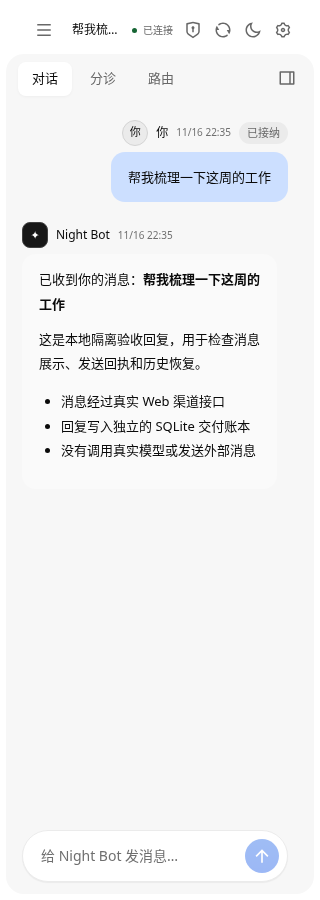 帮我梳... 已连接
对话 分诊 路由
你 你 11/16 22:35 已接纳
帮我梳理一下这周的工作
Night Bot 11/16 22:35
已收到你的消息：帮我梳理一下这周的
工作
这是本地隔离验收回复，用于检查消息
展示、发送回执和历史恢复。
• 消息经过真实 Web 渠道接口
• 回复写入独立的 SQLite 交付账本
• 没有调用真实模型或发送外部消息
给 Night Bot 发消息...